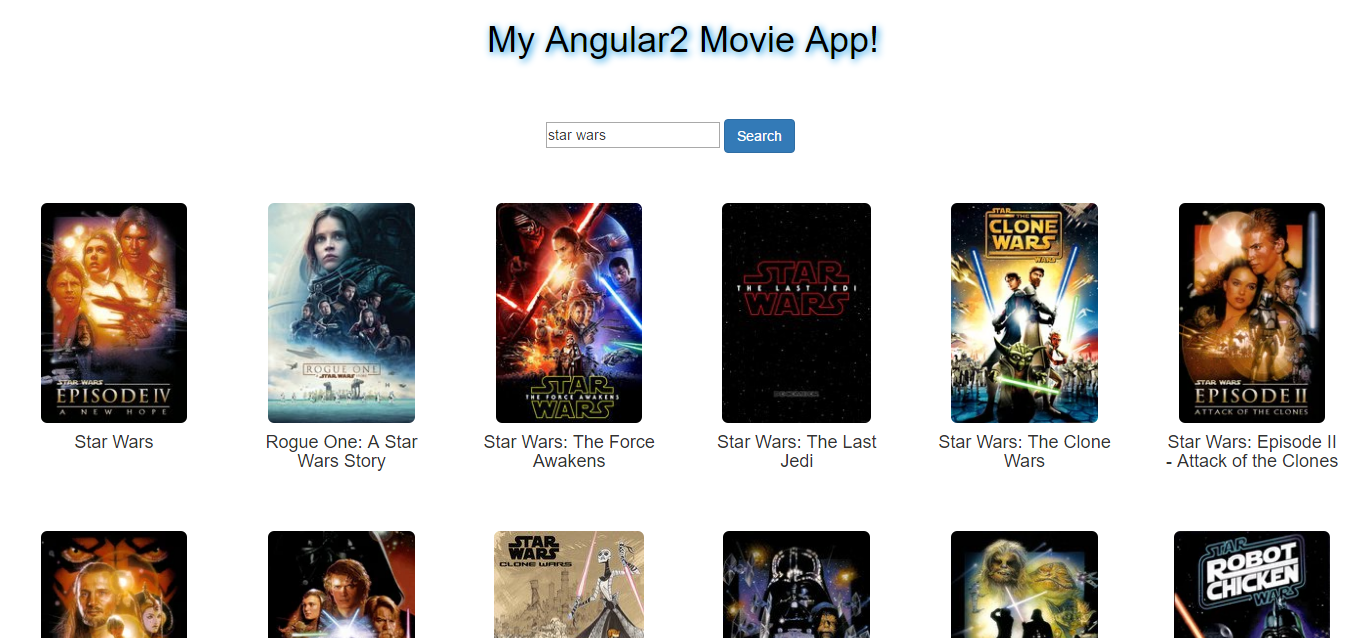 My Angular2 Movie App!
star wars
Search
STAR WARS
EPISODE IV
A NEW HOPE
ROGUE ONE
A STAR WARS STORY
STAR
THE FORCE AWAKENS
WARS
STAR
THE LAST JEDI
WARS
STAR
THE
CLONE
WARS
WARS
STAR WARS
EPISODE II
ATTACK OF THE CLONES
Star Wars
Rogue One: A Star
Wars Story
Star Wars: The Force
Awakens
Star Wars: The Last
Jedi
Star Wars: The Clone
Wars
Star Wars: Episode II
- Attack of the Clones
STAR
WARS
CLONE WARS
STAR
ROBOT
CHICKEN
WARS